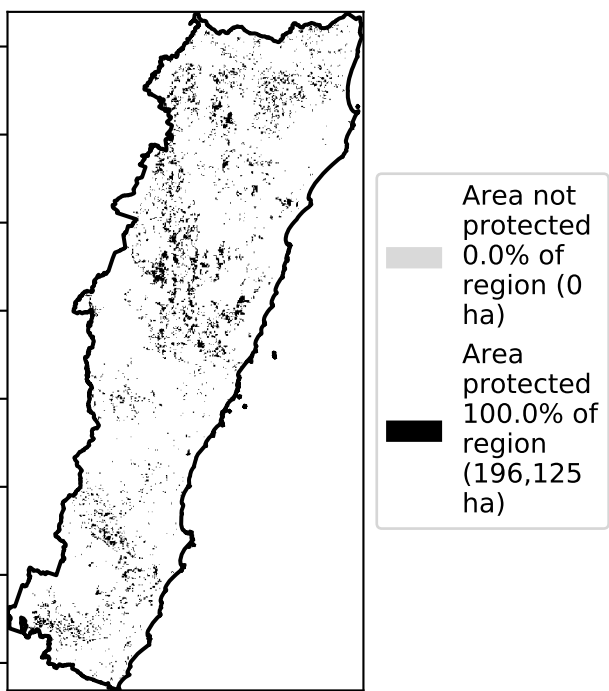 Area not
protected
0.0% of
region (0
ha)
Area
protected
100.0% of
region
(196,125
ha)